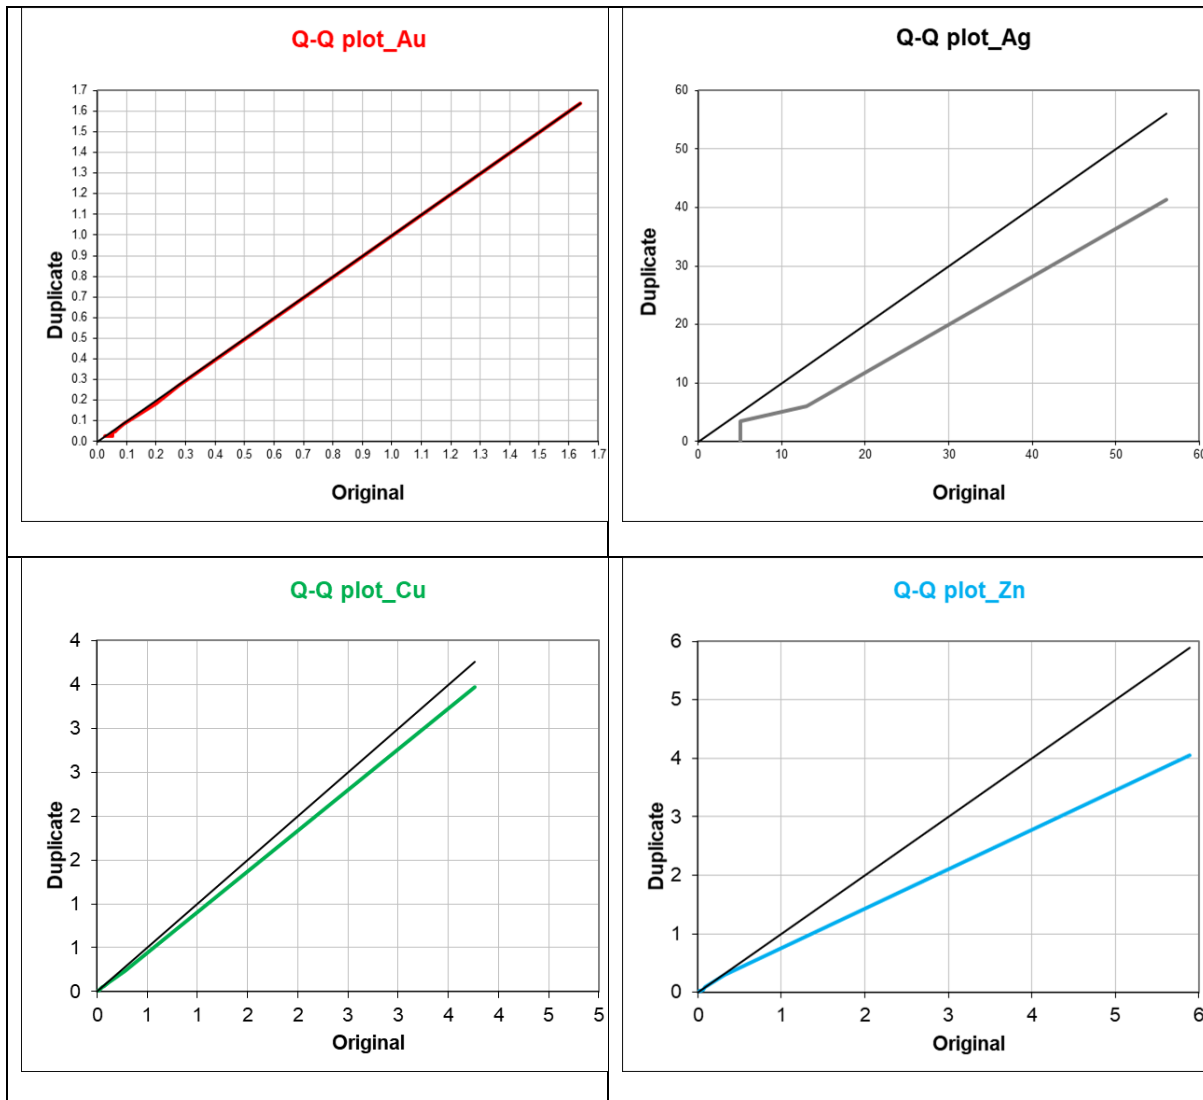 Q-Q plot_Au
1.7
1.6
1.5
1.4
1.3
1.2
1.1
1.0
0.9
0.8
0.7
0.6
0.5
0.4
0.3
0.2
0.1
0.0
Duplicate
0.0 0.1 0.2 0.3 0.4 0.5 0.6 0.7 0.8 0.9 1.0 1.1 1.2 1.3 1.4 1.5 1.6 1.7
Original
Q-Q plot_Ag
60
50
40
30
20
10
0
Duplicate
0 10 20 30 40 50 60
Original
Q-Q plot_Cu
4
4
3
3
2
2
1
1
0
Duplicate
0 1 1 2 2 3 3 4 4 5 5
Original
Q-Q plot_Zn
6
5
4
3
2
1
0
Duplicate
0 1 2 3 4 5 6
Original